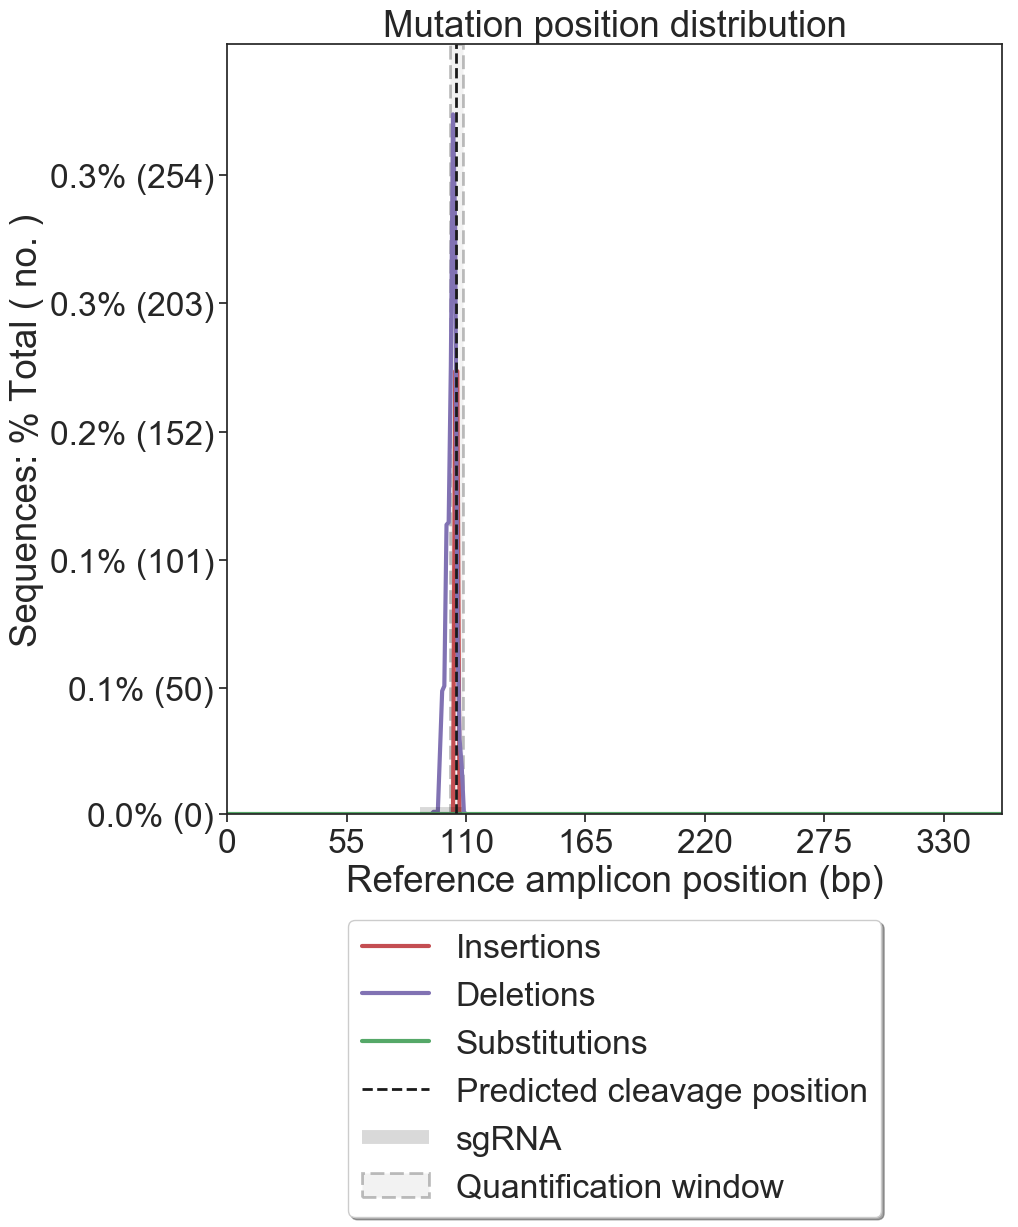 Mutation position distribution
Sequences: % Total ( no. )
0.3% (254)
0.3% (203)
0.2% (152)
0.1% (101)
0.1% (50)
0.0% (0)
0 55 110 165 220 275 330
Reference amplicon position (bp)
Insertions
Deletions
Substitutions
Predicted cleavage position
sgRNA
Quantification window